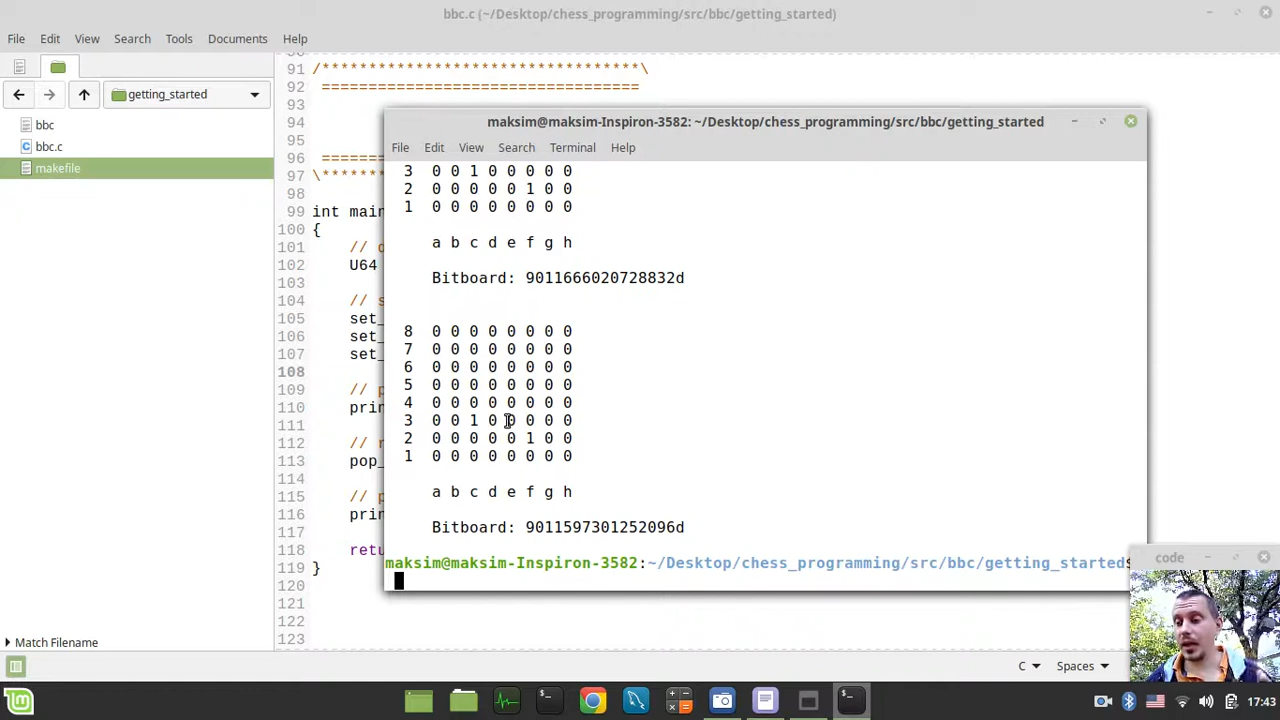 bbc.c (~/Desktop/chess_programming/src/bbc/getting_started)
File Edit View Search Tools Documents Help
getting_started
bbc
bbc.c
makefile
Match Filename
91 /**********************************\
92 ==================================
93
94
95
96 =====
97 \*******
98
99 int main
100 {
101 // d
102 U64
103
104 // s
105 set_
106 set_
107 set_
108
109 // p
110 prin
111
112 // r
113 pop_
114
115 // p
116 prin
117
118 retu
119 }
120
121
122
123
maksim@maksim-Inspiron-3582: ~/Desktop/chess_programming/src/bbc/getting_started
File Edit View Search Terminal Help
3 0 0 1 0 0 0 0 0
2 0 0 0 0 0 1 0 0
1 0 0 0 0 0 0 0 0
a b c d e f g h
Bitboard: 9011666020728832d
8 0 0 0 0 0 0 0 0
7 0 0 0 0 0 0 0 0
6 0 0 0 0 0 0 0 0
5 0 0 0 0 0 0 0 0
4 0 0 0 0 0 0 0 0
3 0 0 1 0 0 0 0 0
2 0 0 0 0 0 1 0 0
1 0 0 0 0 0 0 0 0
a b c d e f g h
Bitboard: 9011597301252096d
maksim@maksim-Inspiron-3582:~/Desktop/chess_programming/src/bbc/getting_started$
code
C Spaces
17:43